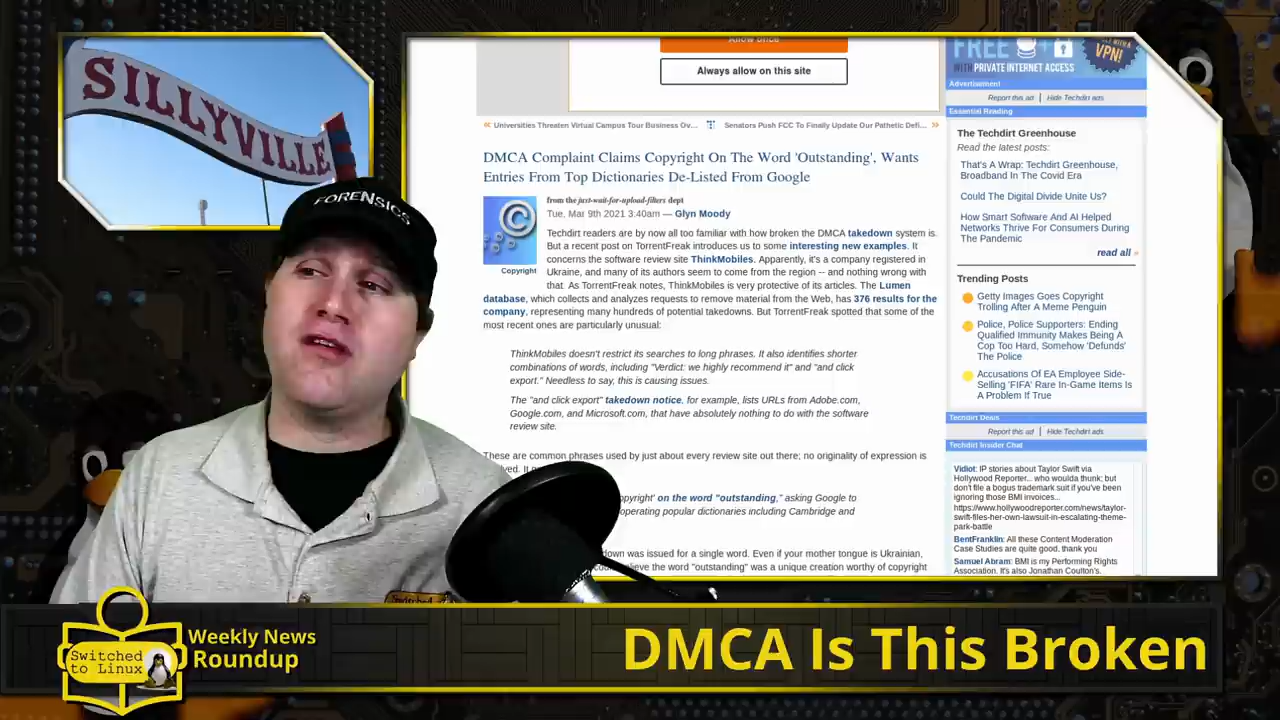 SILLYVILLE
FORENSICS
Allow once
Always allow on this site
« Universities Threaten Virtual Campus Tour Business Ov...
Senators Push FCC To Finally Update Our Pathetic Defi... »
DMCA Complaint Claims Copyright On The Word 'Outstanding', Wants
Entries From Top Dictionaries De-Listed From Google
from the just-wait-for-upload-filters dept
Tue, Mar 9th 2021 3:40am — Glyn Moody
Copyright
Techdirt readers are by now all too familiar with how broken the DMCA takedown system is.
But a recent post on TorrentFreak introduces us to some interesting new examples. It
concerns the software review site ThinkMobiles. Apparently, it's a company registered in
Ukraine, and many of its authors seem to come from the region -- and nothing wrong with
that. As TorrentFreak notes, ThinkMobiles is very protective of its articles. The Lumen
database, which collects and analyzes requests to remove material from the Web, has 376 results for the
company, representing many hundreds of potential takedowns. But TorrentFreak spotted that some of the
most recent ones are particularly unusual:
ThinkMobiles doesn't restrict its searches to long phrases. It also identifies shorter
combinations of words, including "Verdict: we highly recommend it" and "and click
export." Needless to say, this is causing issues.
The "and click export" takedown notice, for example, lists URLs from Adobe.com,
Google.com, and Microsoft.com, that have absolutely nothing to do with the software
review site.
These are common phrases used by just about every review site out there; no originality of expression is
on the word "outstanding," asking Google to
operating popular dictionaries including Cambridge and
down was issued for a single word. Even if your mother tongue is Ukrainian,
believe the word "outstanding" was a unique creation worthy of copyright
FREE
WITH PRIVATE INTERNET ACCESS
WITH A
VPN!
Advertisement
Report this ad | Hide Techdirt ads
Essential Reading
The Techdirt Greenhouse
Read the latest posts:
That's A Wrap: Techdirt Greenhouse,
Broadband In The Covid Era
Could The Digital Divide Unite Us?
How Smart Software And AI Helped
Networks Thrive For Consumers During
The Pandemic
read all »
Trending Posts
Getty Images Goes Copyright
Trolling After A Meme Penguin
Police, Police Supporters: Ending
Qualified Immunity Makes Being A
Cop Too Hard, Somehow 'Defunds'
The Police
Accusations Of EA Employee Side-
Selling 'FIFA' Rare In-Game Items Is
A Problem If True
Techdirt Deals
Report this ad | Hide Techdirt ads
Techdirt Insider Chat
Vidiot: IP stories about Taylor Swift via
Hollywood Reporter... who woulda thunk; but
don't file a bogus trademark suit if you've been
ignoring those BMI invoices...
https://www.hollywoodreporter.com/news/taylor-
swift-files-her-own-lawsuit-in-escalating-theme-
park-battle
BentFranklin: All these Content Moderation
Case Studies are quite good, thank you
Samuel Abram: BMI is my Performing Rights
Association. It's also Jonathan Coulton's.
Switched
to Linux
Weekly News
Roundup
DMCA Is This Broken